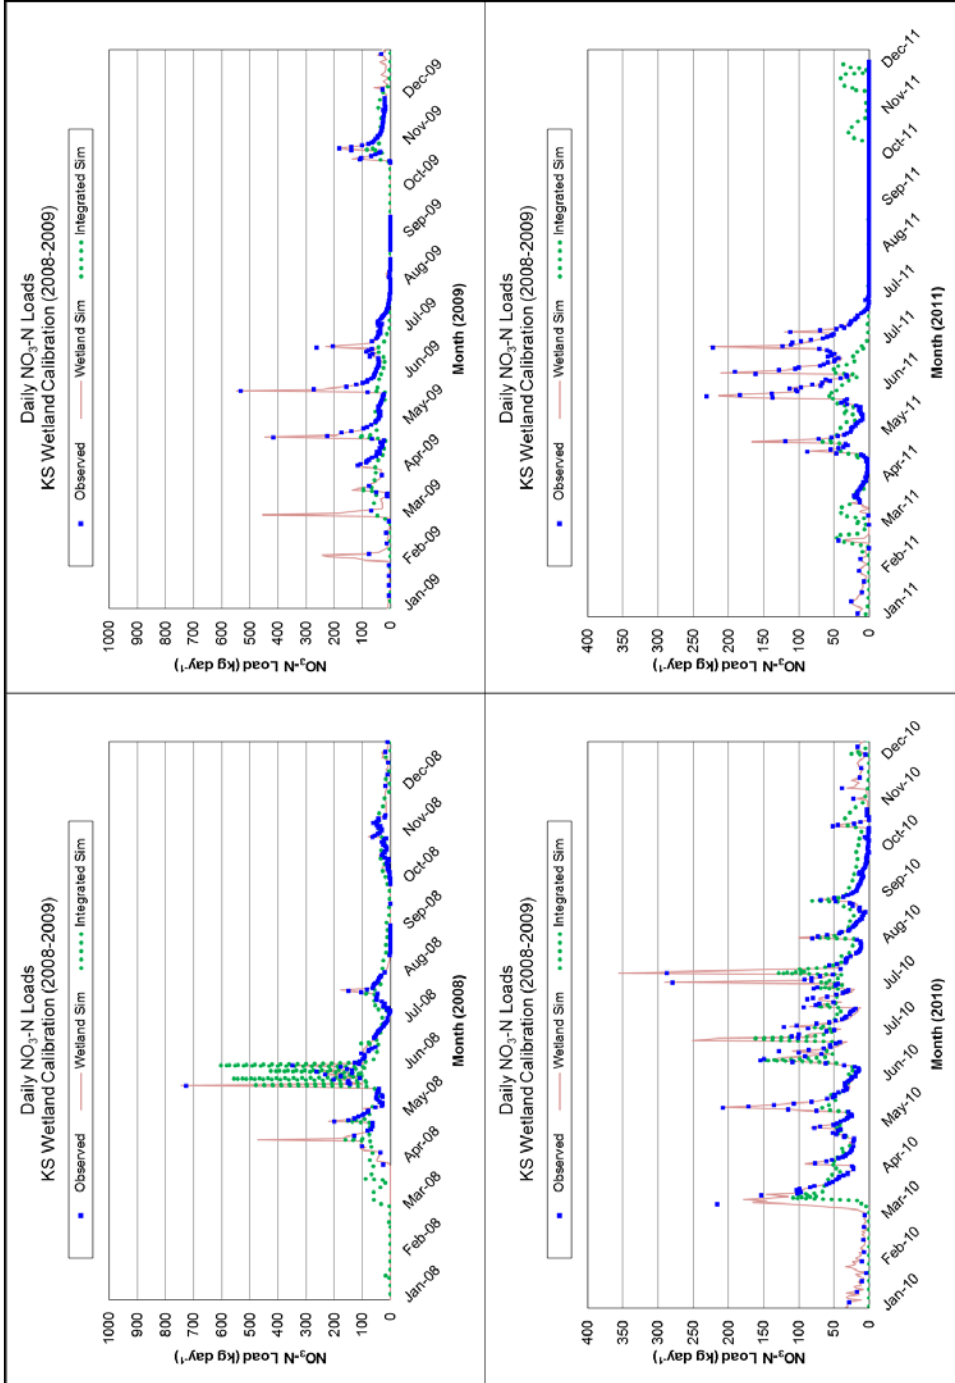 Daily NO₃-N Loads
KS Wetland Calibration (2008-2009)
Observed Wetland Sim Integrated Sim
NO₃-N Load (kg day⁻¹)
1000
900
800
700
600
500
400
300
200
100
0
Jan-08 Feb-08 Mar-08 Apr-08 May-08 Jun-08 Jul-08 Aug-08 Sep-08 Oct-08 Nov-08 Dec-08
Month (2008)
Daily NO₃-N Loads
KS Wetland Calibration (2008-2009)
Observed Wetland Sim Integrated Sim
NO₃-N Load (kg day⁻¹)
1000
900
800
700
600
500
400
300
200
100
0
Jan-09 Feb-09 Mar-09 Apr-09 May-09 Jun-09 Jul-09 Aug-09 Sep-09 Oct-09 Nov-09 Dec-09
Month (2009)
Daily NO₃-N Loads
KS Wetland Calibration (2008-2009)
Observed Wetland Sim Integrated Sim
NO₃-N Load (kg day⁻¹)
400
350
300
250
200
150
100
50
0
Jan-10 Feb-10 Mar-10 Apr-10 May-10 Jun-10 Jul-10 Jul-10 Aug-10 Sep-10 Oct-10 Nov-10 Dec-10
Month (2010)
Daily NO₃-N Loads
KS Wetland Calibration (2008-2009)
Observed Wetland Sim Integrated Sim
NO₃-N Load (kg day⁻¹)
400
350
300
250
200
150
100
50
0
Jan-11 Feb-11 Mar-11 Apr-11 May-11 Jun-11 Jul-11 Jul-11 Aug-11 Sep-11 Oct-11 Nov-11 Dec-11
Month (2011)